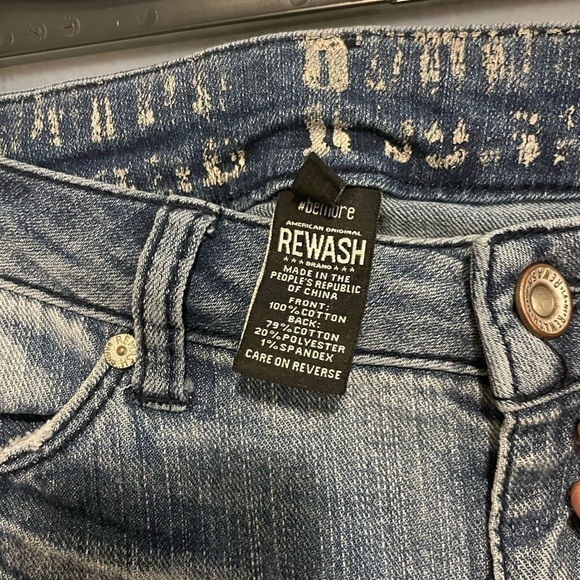 #bemore
AMERICAN ORIGINAL
REWASH
BRAND
MADE IN THE
PEOPLE'S REPUBLIC
OF CHINA
FRONT:
100% COTTON
BACK:
79% COTTON
20% POLYESTER
1% SPANDEX
CARE ON REVERSE